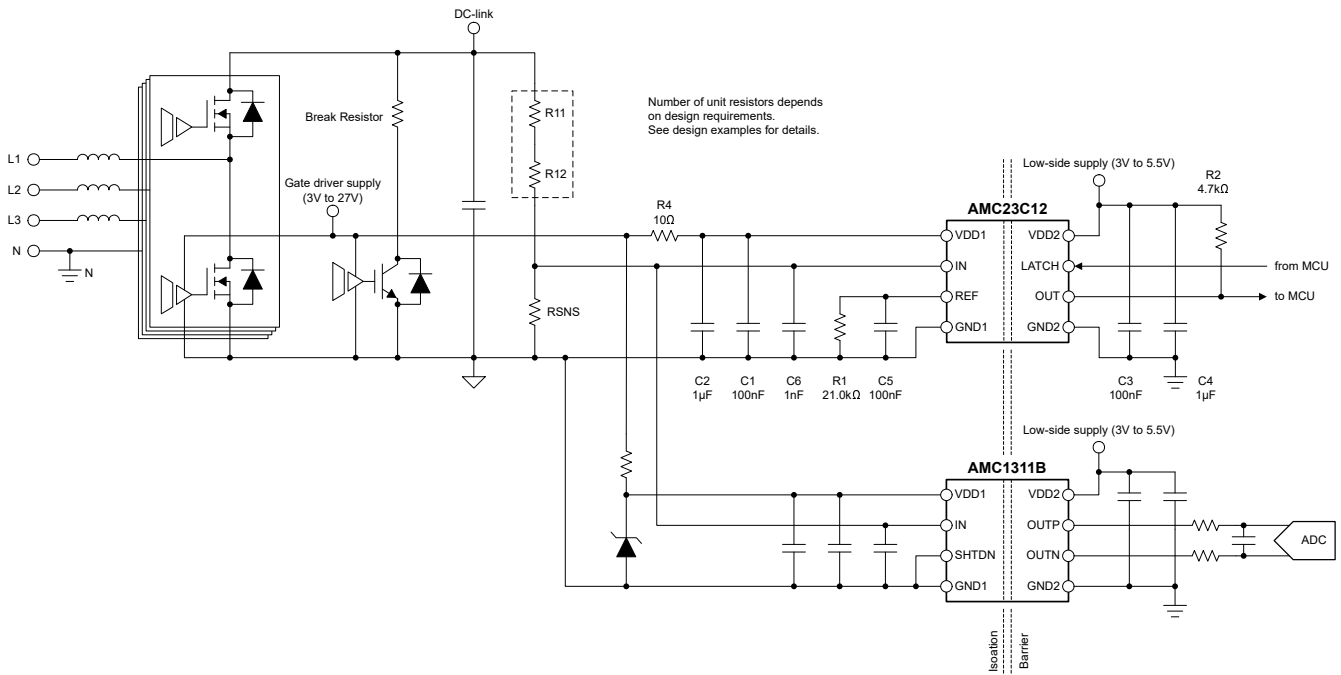 DC-link
Break Resistor
Gate driver supply
(3V to 27V)
L1
L2
L3
N
N
R11
R12
RSNS
Number of unit resistors depends
on design requirements.
See design examples for details.
R4
10Ω
C2
1µF
C1
100nF
C6
1nF
R1
21.0kΩ
C5
100nF
Low-side supply (3V to 5.5V)
R2
4.7kΩ
AMC23C12
VDD1
IN
REF
GND1
VDD2
LATCH
OUT
GND2
from MCU
to MCU
C3
100nF
C4
1µF
Low-side supply (3V to 5.5V)
AMC1311B
VDD1
IN
SHTDN
GND1
VDD2
OUTP
OUTN
GND2
ADC
Isoation
Barrier